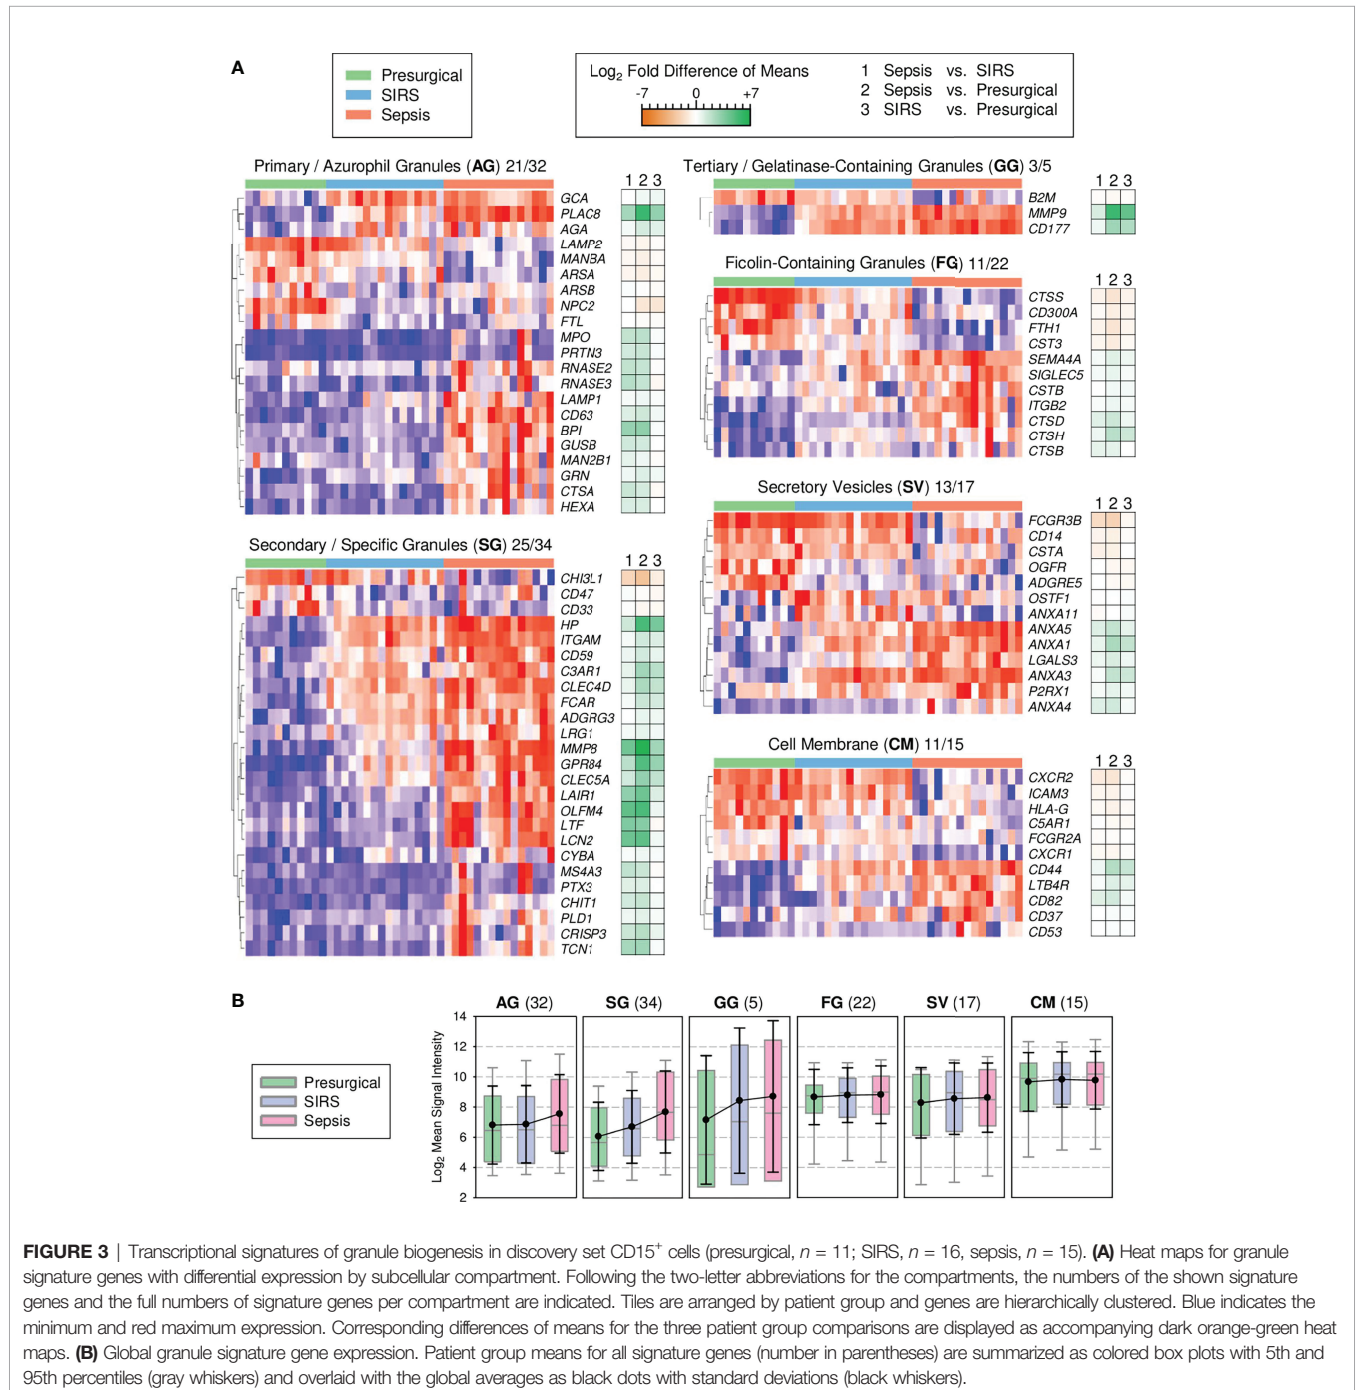 A
Presurgical
SIRS
Sepsis
Log2 Fold Difference of Means
-7 0 +7
1 Sepsis vs. SIRS
2 Sepsis vs. Presurgical
3 SIRS vs. Presurgical
Primary / Azurophil Granules (AG) 21/32
1 2 3
GCA
PLAC8
AGA
LAMP2
MANBA
ARSA
ARSB
NPC2
FTL
MPO
PRTN3
RNASE2
RNASE3
LAMP1
CD63
BPI
GUSB
MAN2B1
GRN
CTSA
HEXA
Secondary / Specific Granules (SG) 25/34
1 2 3
CHI3L1
CD47
CD33
HP
ITGAM
CD59
C3AR1
CLEC4D
FCAR
ADGRG3
LRG1
MMP8
GPR84
CLEC5A
LAIR1
OLFM4
LTF
LCN2
CYBA
MS4A3
PTX3
CHIT1
PLD1
CRISP3
TCN1
Tertiary / Gelatinase-Containing Granules (GG) 3/5
1 2 3
B2M
MMP9
CD177
Ficolin-Containing Granules (FG) 11/22
1 2 3
CTSS
CD300A
FTH1
CST3
SEMA4A
SIGLEC5
CSTB
ITGB2
CTSD
CTSH
CTSB
Secretory Vesicles (SV) 13/17
1 2 3
FCGR3B
CD14
CSTA
OGFR
ADGRE5
OSTF1
ANXA11
ANXA5
ANXA1
LGALS3
ANXA3
P2RX1
ANXA4
Cell Membrane (CM) 11/15
1 2 3
CXCR2
ICAM3
HLA-G
C5AR1
FCGR2A
CXCR1
CD44
LTB4R
CD82
CD37
CD53
B
Presurgical
SIRS
Sepsis
AG (32) SG (34) GG (5) FG (22) SV (17) CM (15)
Log2 Mean Signal Intensity
14
12
10
8
6
4
2
FIGURE 3 | Transcriptional signatures of granule biogenesis in discovery set CD15+ cells (presurgical, n = 11; SIRS, n = 16, sepsis, n = 15). (A) Heat maps for granule
signature genes with differential expression by subcellular compartment. Following the two-letter abbreviations for the compartments, the numbers of the shown signature
genes and the full numbers of signature genes per compartment are indicated. Tiles are arranged by patient group and genes are hierarchically clustered. Blue indicates the
minimum and red maximum expression. Corresponding differences of means for the three patient group comparisons are displayed as accompanying dark orange-green heat
maps. (B) Global granule signature gene expression. Patient group means for all signature genes (number in parentheses) are summarized as colored box plots with 5th and
95th percentiles (gray whiskers) and overlaid with the global averages as black dots with standard deviations (black whiskers).